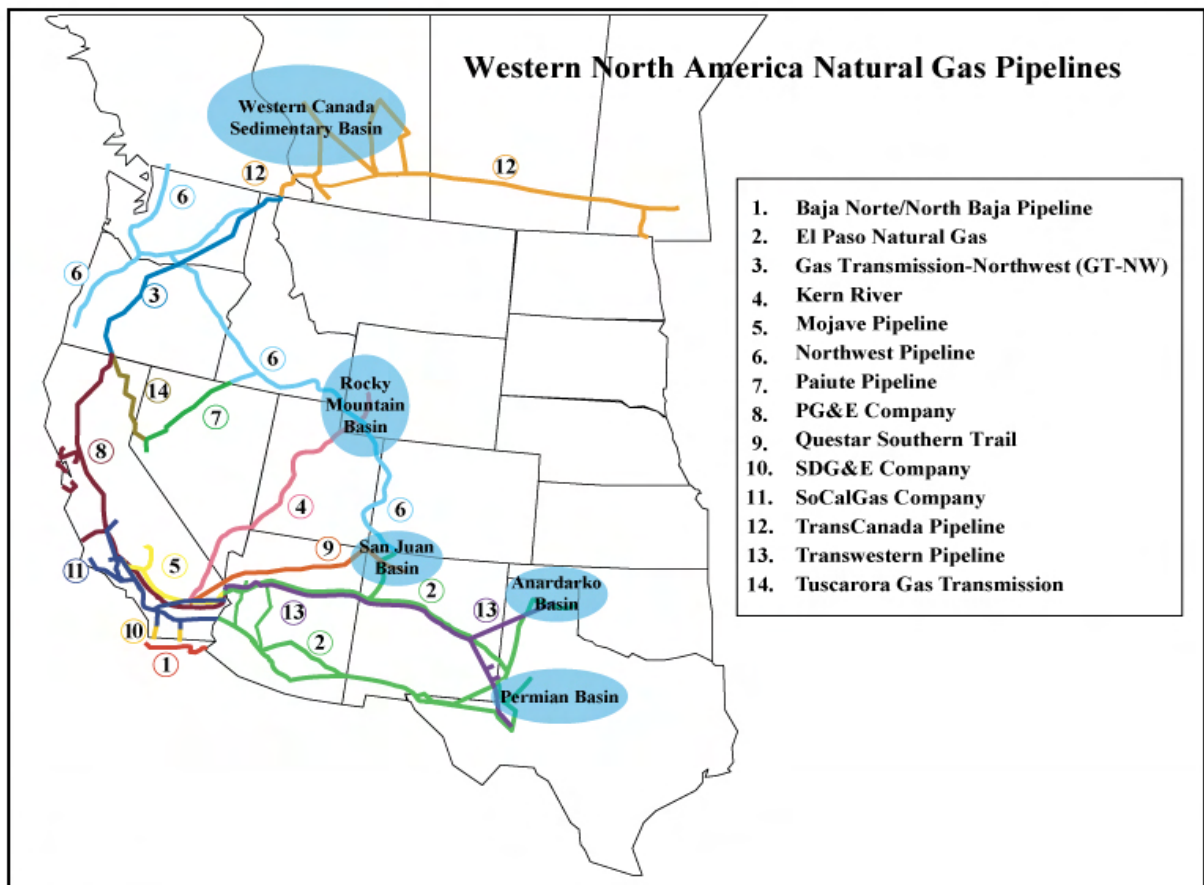 Western North America Natural Gas Pipelines
Western Canada
Sedimentary Basin
12
12
6
6
3
6
Rocky
Mountain
Basin
14
7
8
4
6
9
San Juan
Basin
11
5
2
Anardarko
Basin
13
13
10
2
1
Permian Basin
1. Baja Norte/North Baja Pipeline
2. El Paso Natural Gas
3. Gas Transmission-Northwest (GT-NW)
4. Kern River
5. Mojave Pipeline
6. Northwest Pipeline
7. Paiute Pipeline
8. PG&E Company
9. Questar Southern Trail
10. SDG&E Company
11. SoCalGas Company
12. TransCanada Pipeline
13. Transwestern Pipeline
14. Tuscarora Gas Transmission